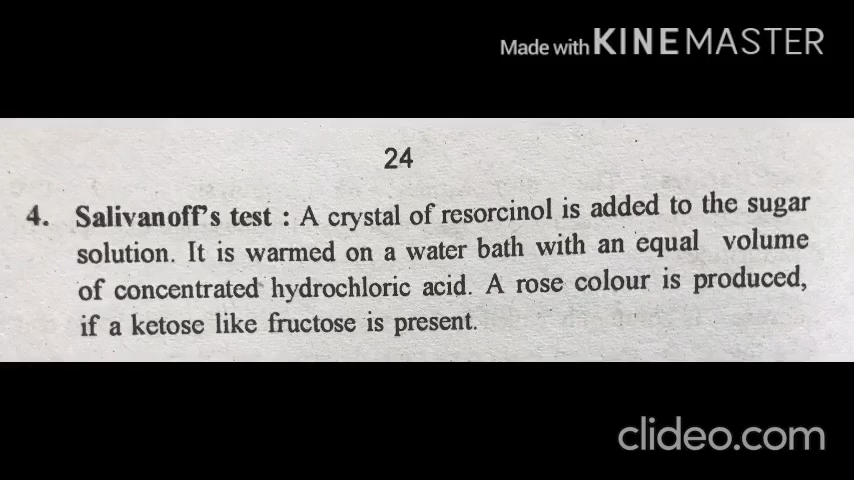 Made with KINEMASTER
24
4. Salivanoff's test : A crystal of resorcinol is added to the sugar
solution. It is warmed on a water bath with an equal volume
of concentrated hydrochloric acid. A rose colour is produced,
if a ketose like fructose is present.
clideo.com